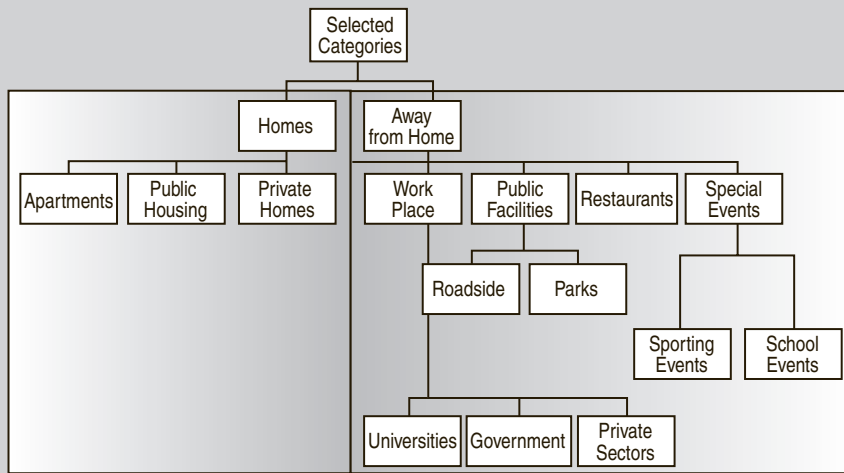 Selected
Categories
Homes
Away
from Home
Apartments
Public
Housing
Private
Homes
Work
Place
Public
Facilities
Restaurants
Special
Events
Roadside
Parks
Sporting
Events
School
Events
Universities
Government
Private
Sectors